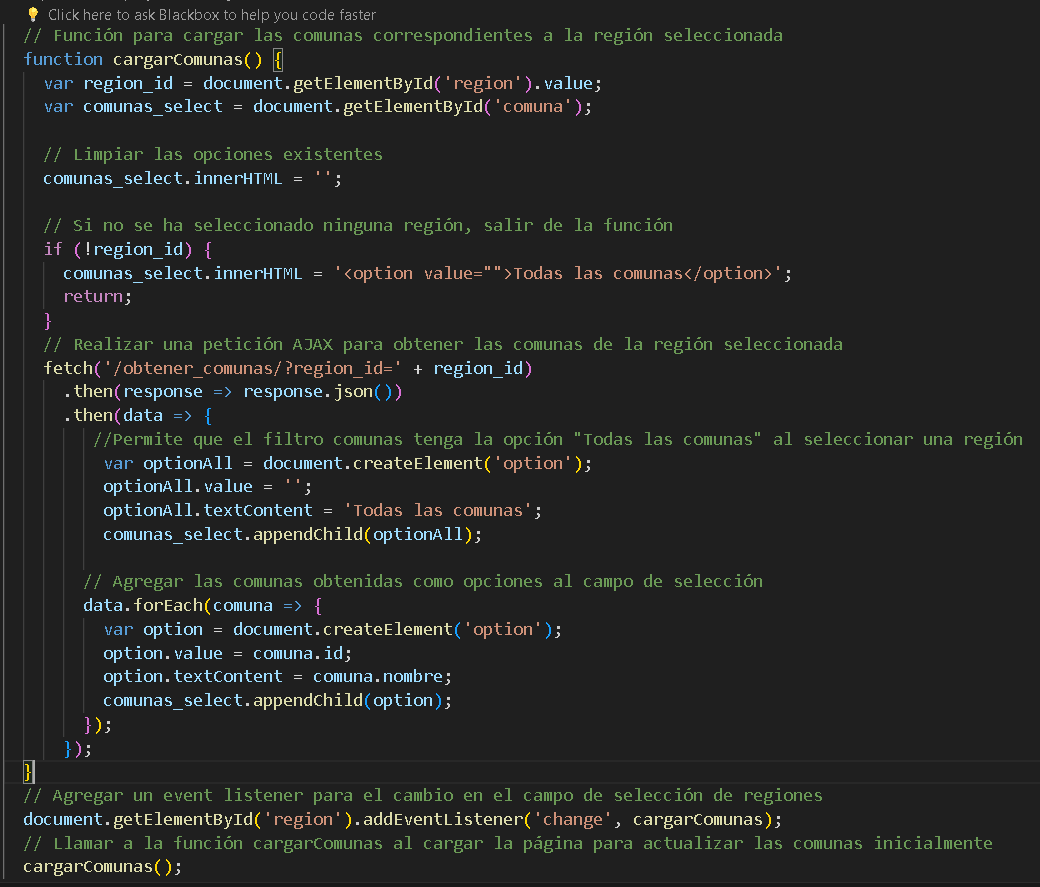 💡 Click here to ask Blackbox to help you code faster
// Función para cargar las comunas correspondientes a la región seleccionada
function cargarComunas() {
  var region_id = document.getElementById('region').value;
  var comunas_select = document.getElementById('comuna');

  // Limpiar las opciones existentes
  comunas_select.innerHTML = '';

  // Si no se ha seleccionado ninguna región, salir de la función
  if (!region_id) {
    comunas_select.innerHTML = '<option value="">Todas las comunas</option>';
    return;
  }
  // Realizar una petición AJAX para obtener las comunas de la región seleccionada
  fetch('/obtener_comunas/?region_id=' + region_id)
    .then(response => response.json())
    .then(data => {
       //Permite que el filtro comunas tenga la opción "Todas las comunas" al seleccionar una región
        var optionAll = document.createElement('option');
        optionAll.value = '';
        optionAll.textContent = 'Todas las comunas';
        comunas_select.appendChild(optionAll);

      // Agregar las comunas obtenidas como opciones al campo de selección
      data.forEach(comuna => {
        var option = document.createElement('option');
        option.value = comuna.id;
        option.textContent = comuna.nombre;
        comunas_select.appendChild(option);
      });
    });
}
// Agregar un event listener para el cambio en el campo de selección de regiones
document.getElementById('region').addEventListener('change', cargarComunas);
// Llamar a la función cargarComunas al cargar la página para actualizar las comunas inicialmente
cargarComunas();